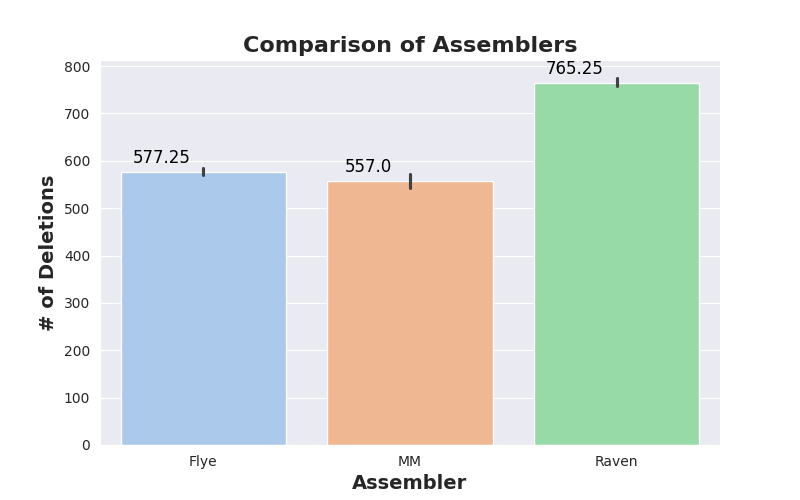 Comparison of Assemblers
# of Deletions
800
700
600
500
400
300
200
100
0
577.25
557.0
765.25
Flye
MM
Raven
Assembler